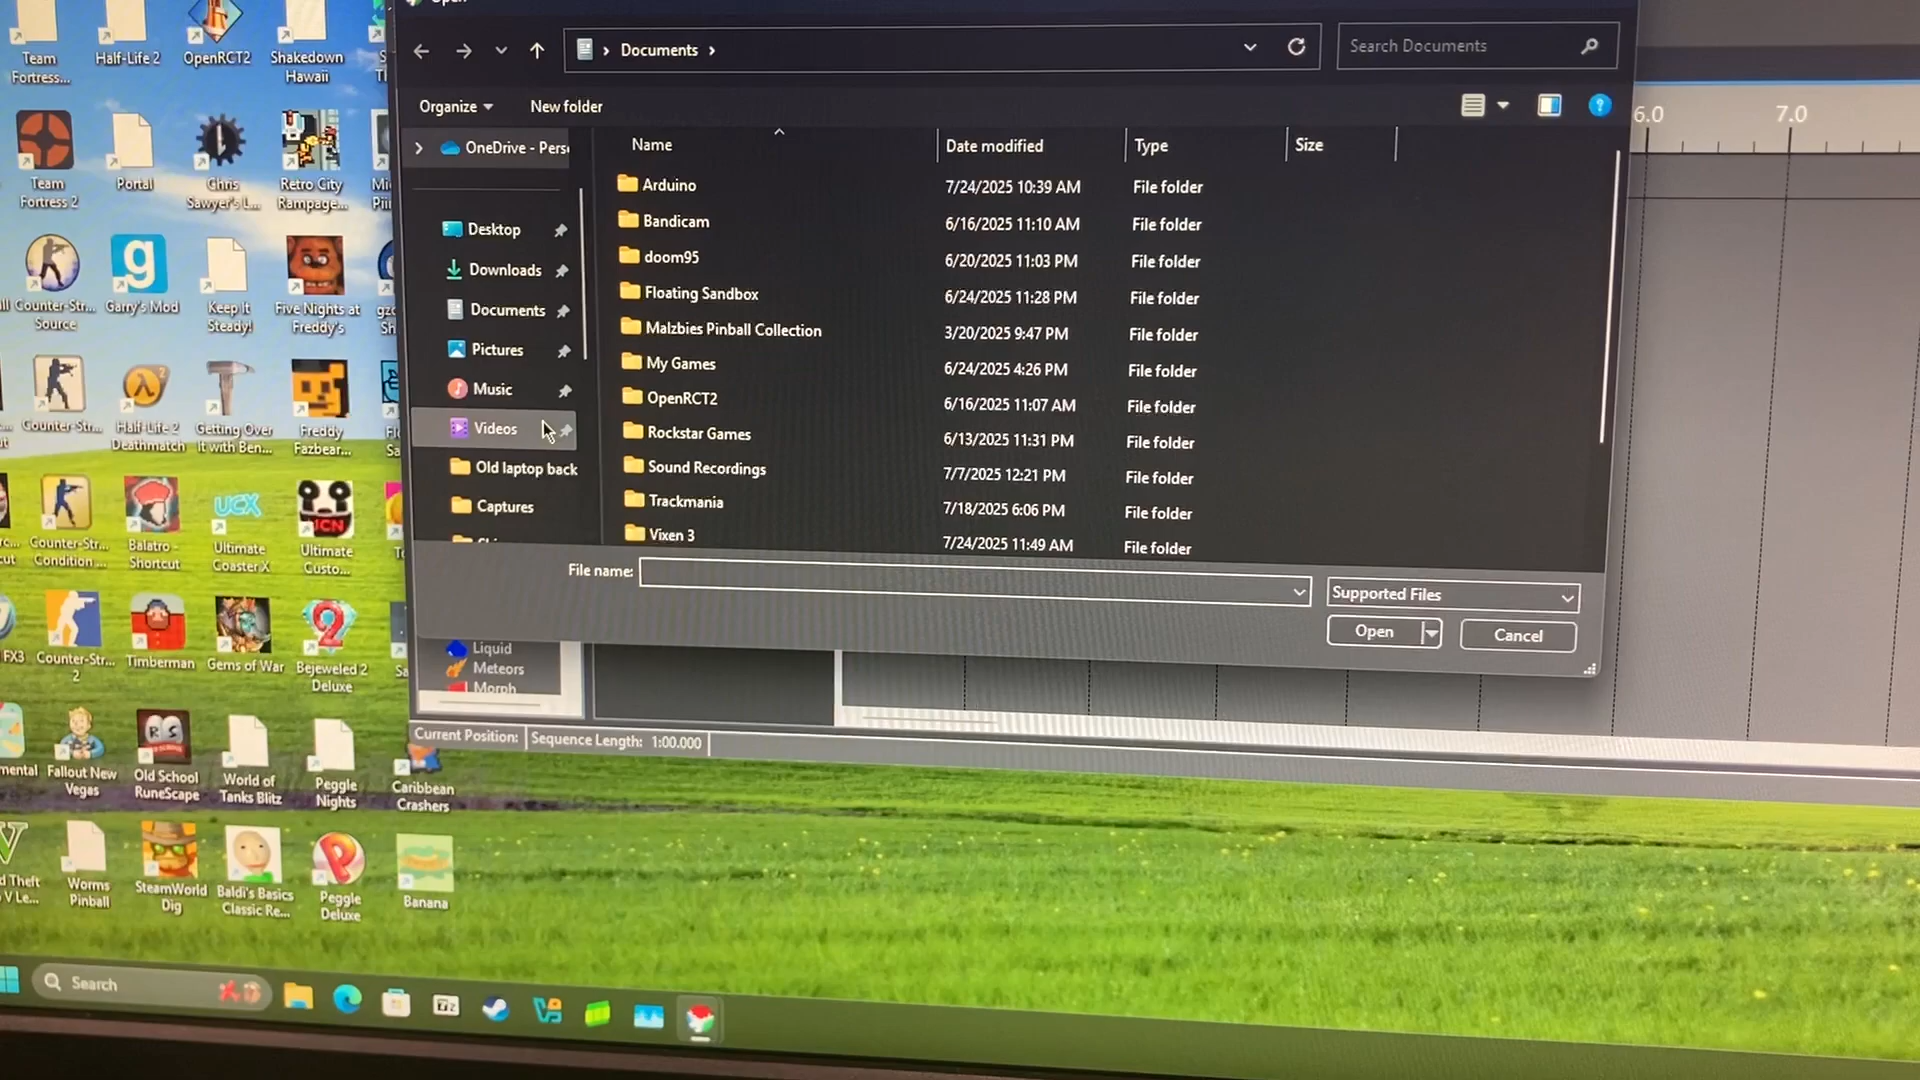 Open
Documents
Search Documents
Organize
New folder
Name
Date modified
Type
Size
OneDrive - Pers
Desktop
Downloads
Documents
Pictures
Music
Videos
Old laptop back
Captures
Arduino 7/24/2025 10:39 AM File folder
Bandicam 6/16/2025 11:10 AM File folder
doom95 6/20/2025 11:03 PM File folder
Floating Sandbox 6/24/2025 11:28 PM File folder
Malzbies Pinball Collection 3/20/2025 9:47 PM File folder
My Games 6/24/2025 4:26 PM File folder
OpenRCT2 6/16/2025 11:07 AM File folder
Rockstar Games 6/13/2025 11:31 PM File folder
Sound Recordings 7/7/2025 12:21 PM File folder
Trackmania 7/18/2025 6:06 PM File folder
Vixen 3 7/24/2025 11:49 AM File folder
File name:
Supported Files
Open
Cancel
6.0
7.0
Liquid
Meteors
Morph
Current Position:
Sequence Length: 1:00.000
Team
Fortress...
Half-Life 2
OpenRCT2
Shakedown
Hawaii
Team
Fortress 2
Portal
Chris
Sawyer's L...
Retro City
Rampage...
Counter-Str...
Source
Garry's Mod
Keep It
Steady!
Five Nights at
Freddy's
Counter-Str...
Half-Life 2
Deathmatch
Getting Over
It with Ben...
Freddy
Fazbear...
Counter-Str...
Condition ...
Balatro -
Shortcut
UCX
Ultimate
Coaster X
UCN
Ultimate
Custo...
FX3
Counter-Str...
2
Timberman
Gems of War
2
Bejeweled 2
Deluxe
Fallout New
Vegas
RS
Old School
RuneScape
World of
Tanks Blitz
Peggle
Nights
Caribbean
Crashers
V
d Theft
V Le...
Worms
Pinball
SteamWorld
Dig
Baldi's Basics
Classic Re...
P
Peggle
Deluxe
Banana
Search